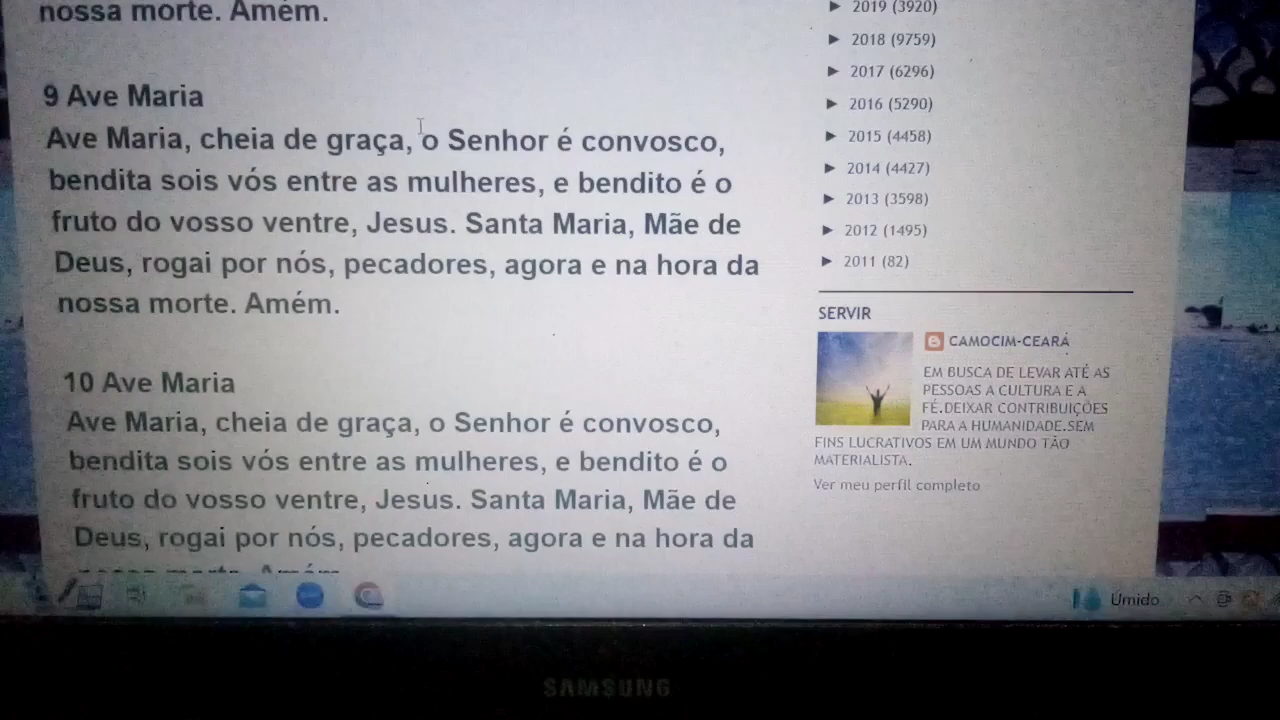 nossa morte. Amém.
9 Ave Maria
Ave Maria, cheia de graça, o Senhor é convosco,
bendita sois vós entre as mulheres, e bendito é o
fruto do vosso ventre, Jesus. Santa Maria, Mãe de
Deus, rogai por nós, pecadores, agora e na hora da
nossa morte. Amém.
10 Ave Maria
Ave Maria, cheia de graça, o Senhor é convosco,
bendita sois vós entre as mulheres, e bendito é o
fruto do vosso ventre, Jesus. Santa Maria, Mãe de
Deus, rogai por nós, pecadores, agora e na hora da
nossa morte. Amém
► 2019 (3920)
► 2018 (9759)
► 2017 (6296)
► 2016 (5290)
► 2015 (4458)
► 2014 (4427)
► 2013 (3598)
► 2012 (1495)
► 2011 (82)
SERVIR
CAMOCIM-CEARÁ
EM BUSCA DE LEVAR ATÉ AS
PESSOAS A CULTURA E A
FÉ.DEIXAR CONTRIBUIÇÕES
PARA A HUMANIDADE.SEM
FINS LUCRATIVOS EM UM MUNDO TÃO
MATERIALISTA.
Ver meu perfil completo
Úmido
SAMSUNG